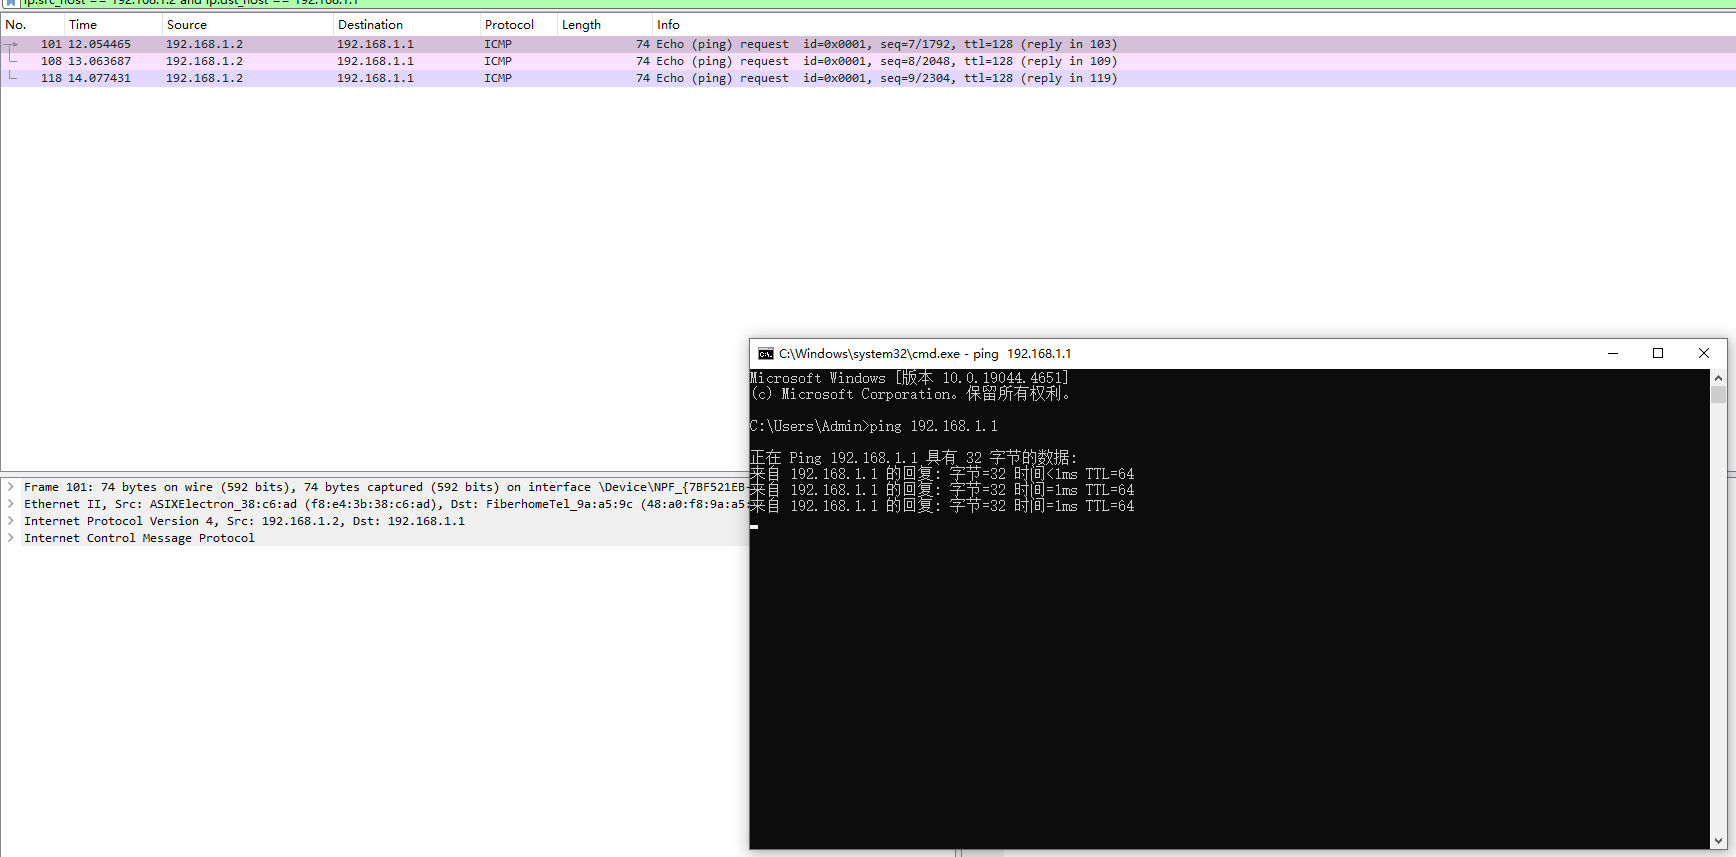 ip.src_host == 192.168.1.2 and ip.dst_host == 192.168.1.1
No. Time Source Destination Protocol Length Info
101 12.054465 192.168.1.2 192.168.1.1 ICMP 74 Echo (ping) request id=0x0001, seq=7/1792, ttl=128 (reply in 103)
108 13.063687 192.168.1.2 192.168.1.1 ICMP 74 Echo (ping) request id=0x0001, seq=8/2048, ttl=128 (reply in 109)
118 14.077431 192.168.1.2 192.168.1.1 ICMP 74 Echo (ping) request id=0x0001, seq=9/2304, ttl=128 (reply in 119)
Frame 101: 74 bytes on wire (592 bits), 74 bytes captured (592 bits) on interface \Device\NPF_{7BF521EB-
Ethernet II, Src: ASIXElectron_38:c6:ad (f8:e4:3b:38:c6:ad), Dst: FiberhomeTel_9a:a5:9c (48:a0:f8:9a:a5:
Internet Protocol Version 4, Src: 192.168.1.2, Dst: 192.168.1.1
Internet Control Message Protocol
C:\Windows\system32\cmd.exe - ping 192.168.1.1
Microsoft Windows [版本 10.0.19044.4651]
(c) Microsoft Corporation。保留所有权利。
C:\Users\Admin>ping 192.168.1.1
正在 Ping 192.168.1.1 具有 32 字节的数据:
来自 192.168.1.1 的回复: 字节=32 时间<1ms TTL=64
来自 192.168.1.1 的回复: 字节=32 时间=1ms TTL=64
来自 192.168.1.1 的回复: 字节=32 时间=1ms TTL=64